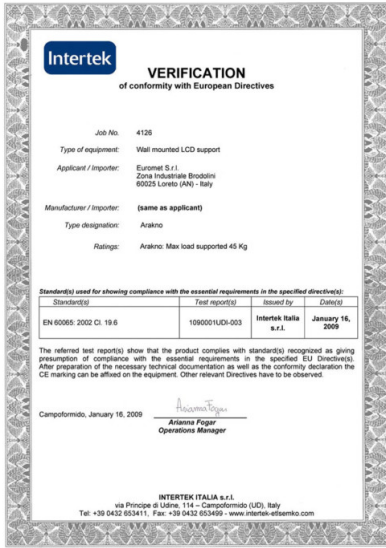 Intertek
VERIFICATION
of conformity with European Directives
Job No. 4126
Type of equipment: Wall mounted LCD support
Applicant / Importer: Euromet S.r.l.
Zona Industriale Brodolini
60025 Loreto (AN) - Italy
Manufacturer / Importer: (same as applicant)
Type designation: Arakno
Ratings: Arakno: Max load supported 45 Kg
Standard(s) used for showing compliance with the essential requirements in the specified directive(s):
Standard(s) Test report(s) Issued by Date(s)
EN 60065: 2002 Cl. 19.6 1090001UDI-003 Intertek Italia s.r.l. January 16, 2009
The referred test report(s) show that the product complies with standard(s) recognized as giving
presumption of compliance with the essential requirements in the specified EU Directive(s).
After preparation of the necessary technical documentation as well as the conformity declaration the
CE marking can be affixed on the equipment. Other relevant Directives have to be observed.
Arianna Fogar
Campoformido, January 16, 2009
Arianna Fogar
Operations Manager
INTERTEK ITALIA s.r.l.
via Principe di Udine, 114 – Campoformido (UD), Italy
Tel: +39 0432 653411, Fax: +39 0432 653499 - www.intertek-etlsemko.com